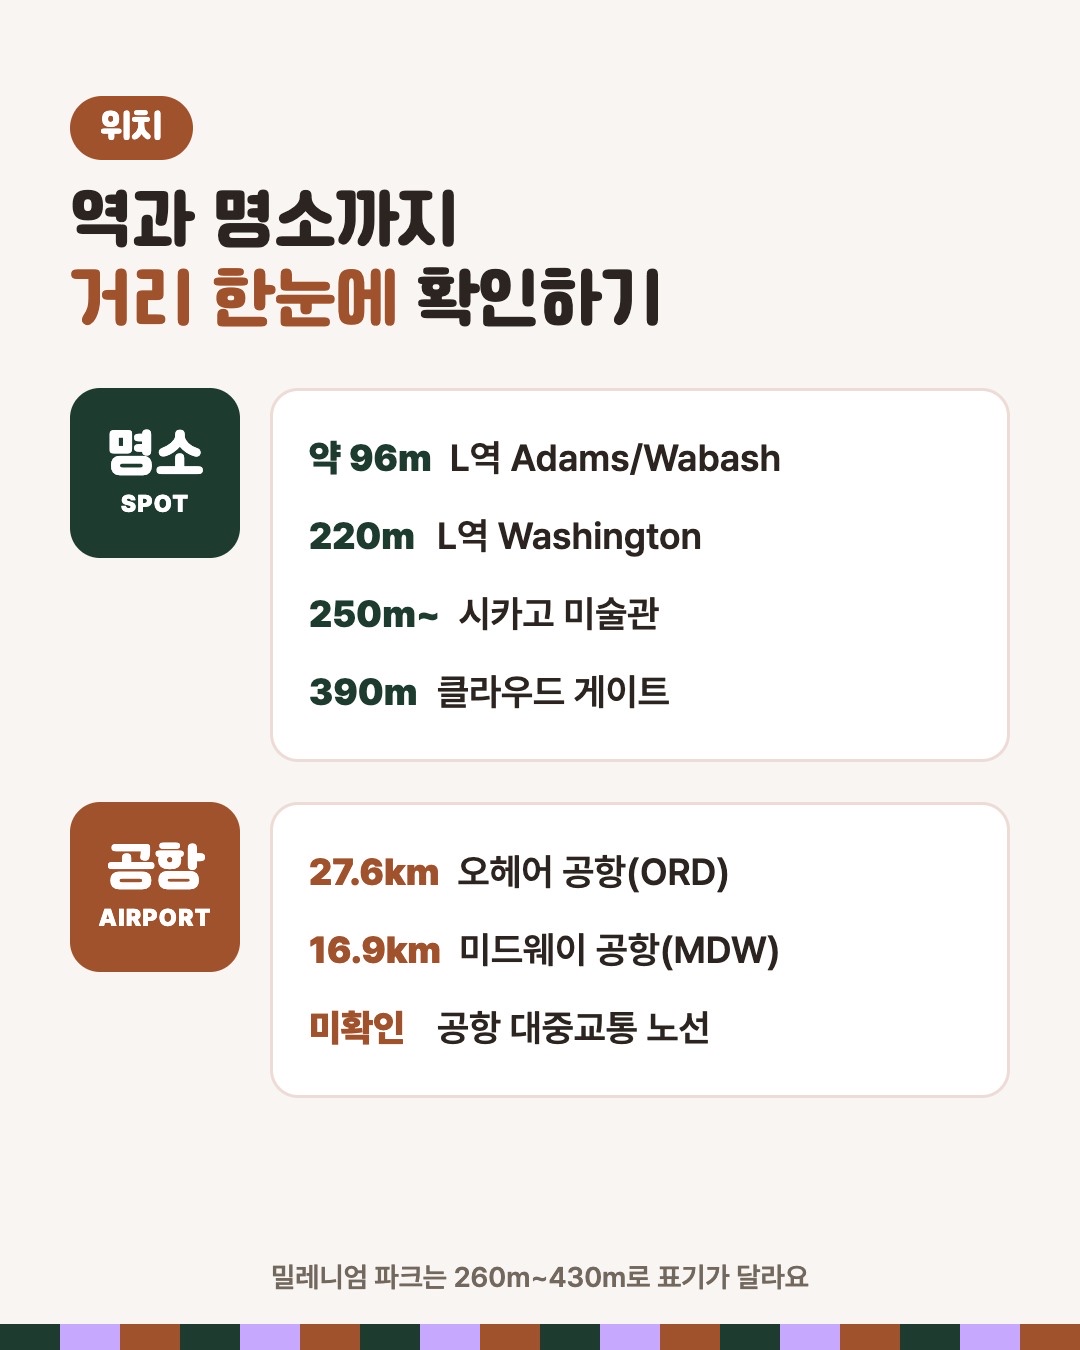 위치
역과 명소까지
거리 한눈에 확인하기
명소
SPOT
약 96m L역 Adams/Wabash
220m L역 Washington
250m~ 시카고 미술관
390m 클라우드 게이트
공항
AIRPORT
27.6km 오헤어 공항(ORD)
16.9km 미드웨이 공항(MDW)
미확인 공항 대중교통 노선
밀레니엄 파크는 260m~430m로 표기가 달라요